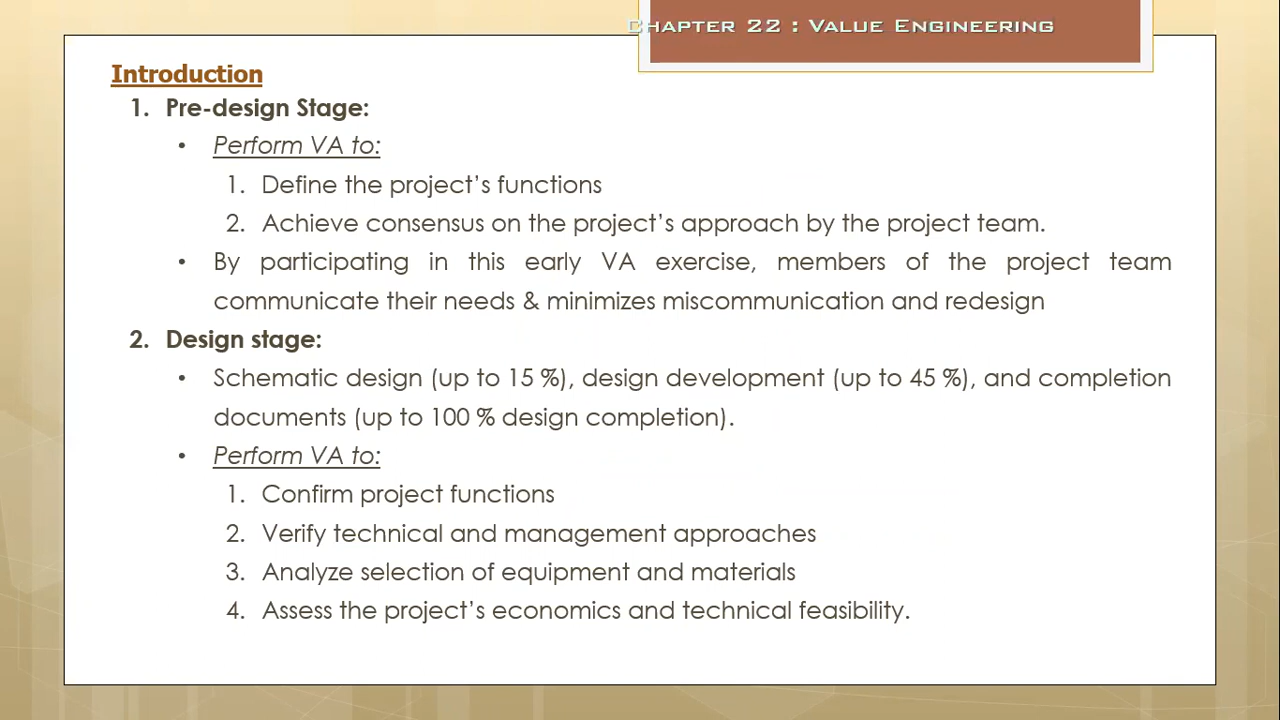 Chapter 22 : Value Engineering
Introduction
1. Pre-design Stage:
• Perform VA to:
1. Define the project’s functions
2. Achieve consensus on the project’s approach by the project team.
• By participating in this early VA exercise, members of the project team
communicate their needs & minimizes miscommunication and redesign
2. Design stage:
• Schematic design (up to 15 %), design development (up to 45 %), and completion
documents (up to 100 % design completion).
• Perform VA to:
1. Confirm project functions
2. Verify technical and management approaches
3. Analyze selection of equipment and materials
4. Assess the project’s economics and technical feasibility.